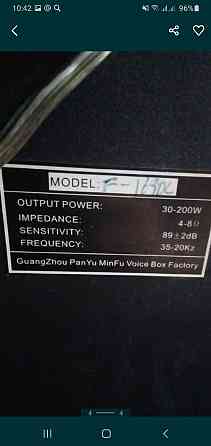 10:42
96%
MODEL:
OUTPUT POWER: 30-200W
IMPEDANCE: 4-8Ω
SENSITIVITY: 89±2dB
FREQUENCY: 35-20Kz
GuangZhou PanYu MinFu Voice Box Factory